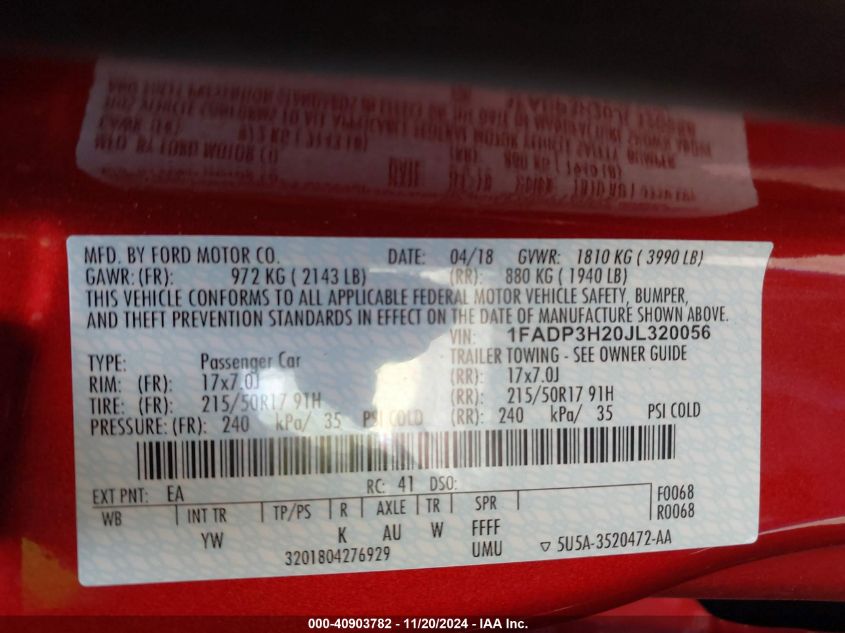 MFD. BY FORD MOTOR CO. DATE: 04/18 GVWR: 1810 KG ( 3990 LB)
GAWR: (FR): 972 KG ( 2143 LB) (RR): 880 KG ( 1940 LB)
THIS VEHICLE CONFORMS TO ALL APPLICABLE FEDERAL MOTOR VEHICLE SAFETY, BUMPER,
AND THEFT PREVENTION STANDARDS IN EFFECT ON THE DATE OF MANUFACTURE SHOWN ABOVE.
VIN: 1FADP3H20JL320056
TYPE: Passenger Car TRAILER TOWING - SEE OWNER GUIDE
RIM: (FR): 17x7.0J (RR): 17x7.0J
TIRE: (FR): 215/50R17 91H (RR): 215/50R17 91H
PRESSURE: (FR): 240 kPa/ 35 PSI COLD (RR): 240 kPa/ 35 PSI COLD
EXT PNT: EA RC: 41 DSO: F0068
WB INT TR TP/PS R AXLE TR SPR R0068
YW K AU W FFFF
3201804276929 UMU ▽ 5U5A-3520472-AA
000-40903782 - 11/20/2024 - IAA Inc.